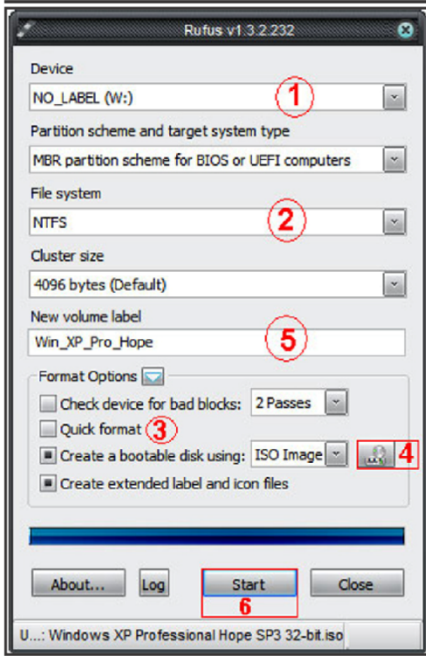 Rufus v1.3.2.232
Device
NO_LABEL (W:)
1
Partition scheme and target system type
MBR partition scheme for BIOS or UEFI computers
File system
NTFS
2
Cluster size
4096 bytes (Default)
New volume label
Win_XP_Pro_Hope
5
Format Options
Check device for bad blocks: 2 Passes
Quick format 3
Create a bootable disk using: ISO Image 4
Create extended label and icon files
About... Log Start Close
6
U...: Windows XP Professional Hope SP3 32-bit.iso